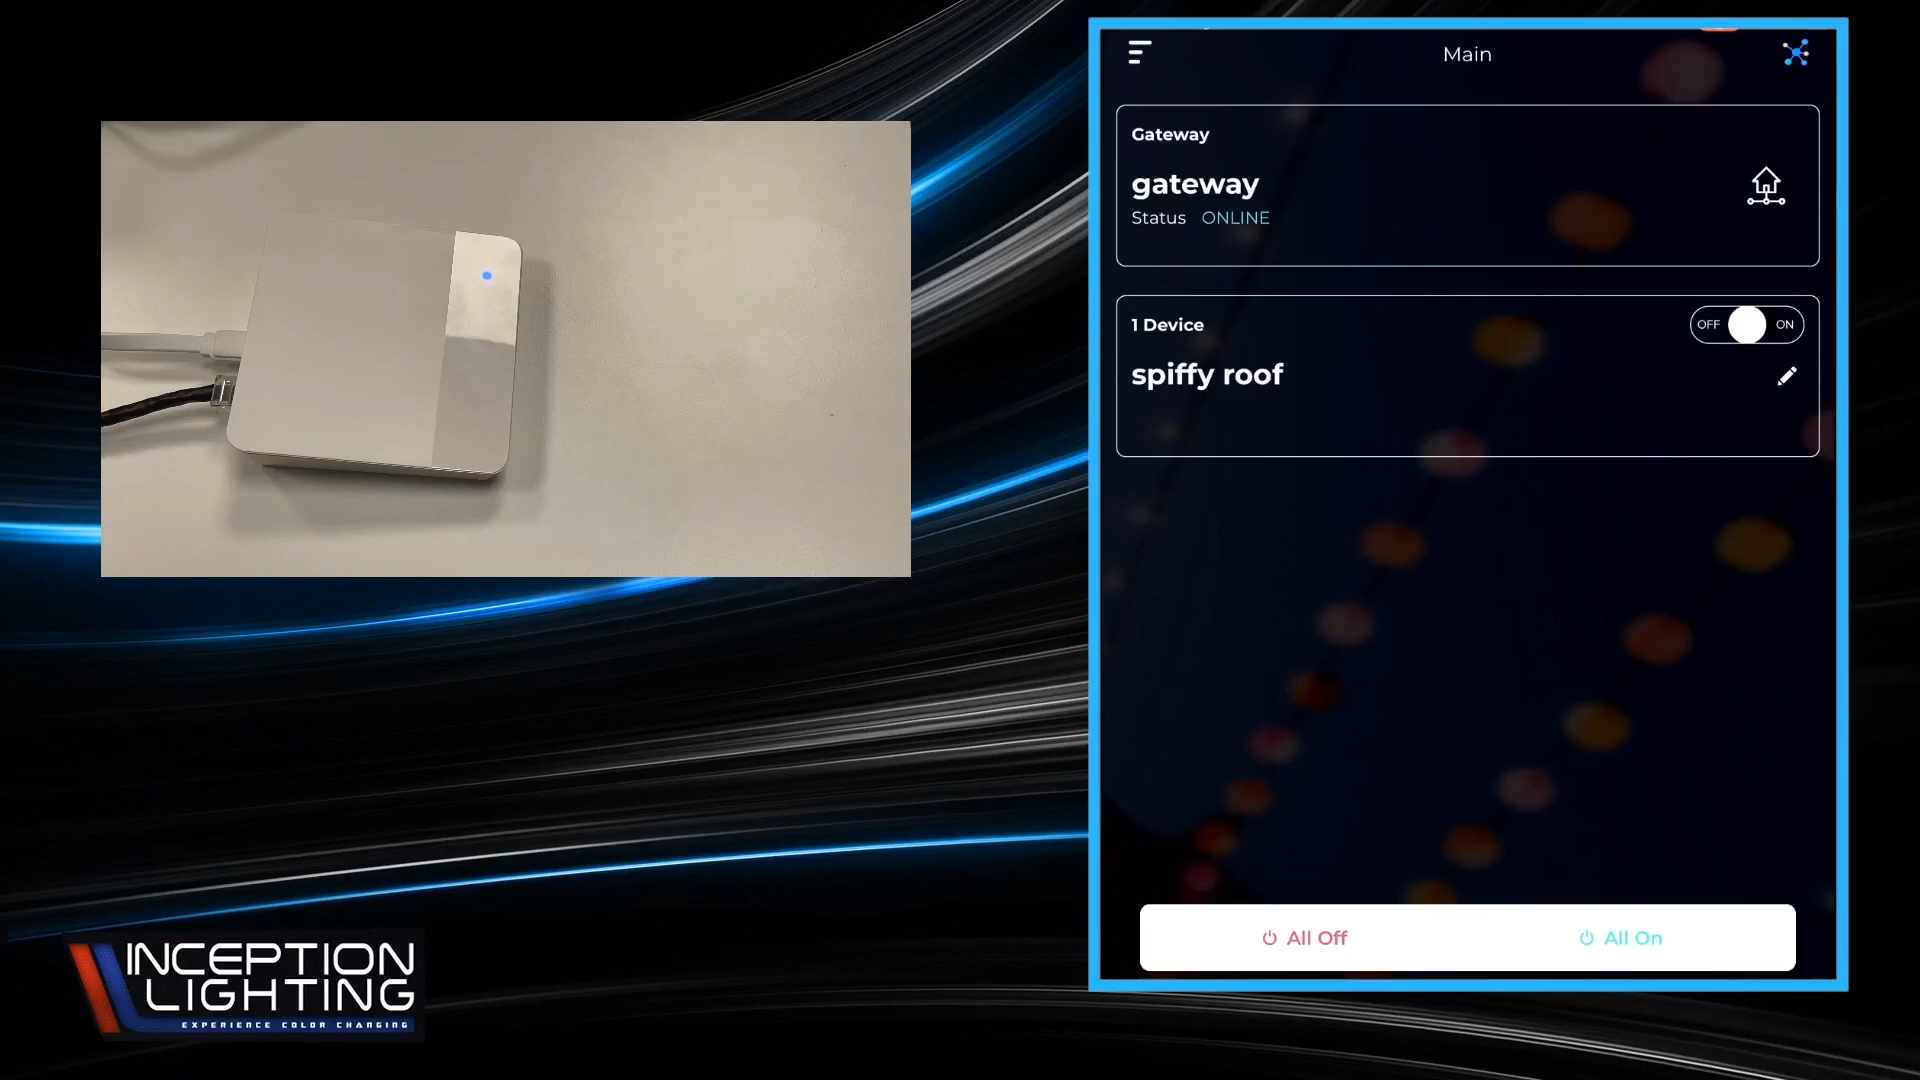 Main
Gateway
gateway
Status ONLINE
1 Device
OFF ON
spiffy roof
All Off All On
INCEPTION
LIGHTING
EXPERIENCE COLOR CHANGING